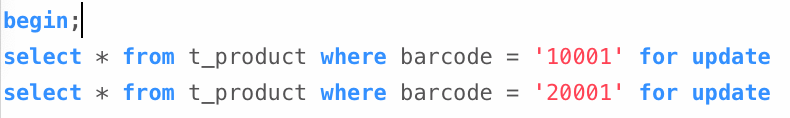 begin;
select * from t_product where barcode = '10001' for update
select * from t_product where barcode = '20001' for update